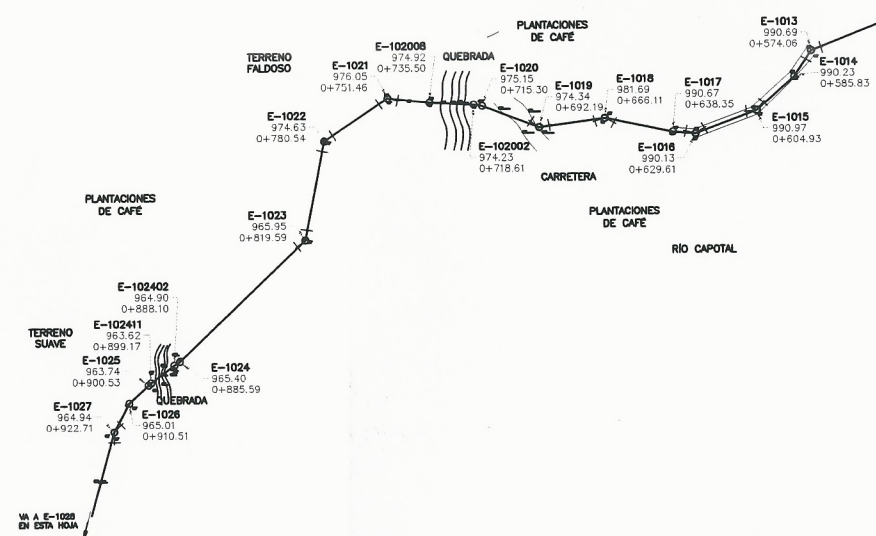 PLANTACIONES
DE CAFÉ
E-1013
990.69
0+574.06
E-1014
990.23
0+585.83
E-1015
990.97
0+604.93
E-1016
990.13
0+629.61
E-1017
990.67
0+638.35
E-1018
981.69
0+666.11
E-1019
974.34
0+692.19
E-1020
975.15
0+715.30
QUEBRADA
E-102002
974.23
0+718.61
E-102008
974.92
0+735.50
E-1021
976.05
0+751.46
TERRENO
FALDOSO
E-1022
974.63
0+780.54
CARRETERA
PLANTACIONES
DE CAFÉ
RÍO CAPOTAL
PLANTACIONES
DE CAFÉ
E-1023
965.95
0+819.59
E-102402
964.90
0+888.10
E-102411
963.62
0+899.17
TERRENO
SUAVE
E-1025
963.74
0+900.53
E-1024
965.40
0+885.59
QUEBRADA
E-1027
964.94
0+922.71
E-1026
965.01
0+910.51
VA A E-1028
EN ESTA HOJA